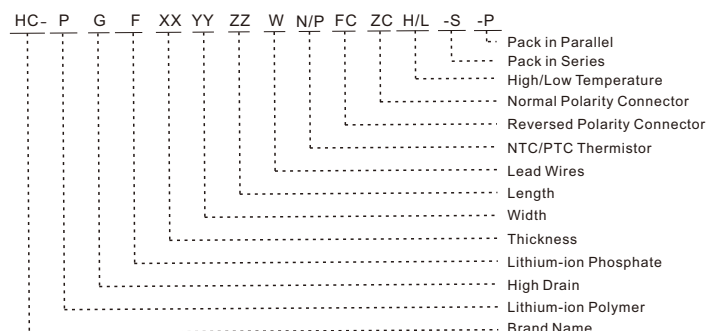 HC- P G F XX YY ZZ W N/P FC ZC H/L -S -P
Pack in Parallel
Pack in Series
High/Low Temperature
Normal Polarity Connector
Reversed Polarity Connector
NTC/PTC Thermistor
Lead Wires
Length
Width
Thickness
Lithium-ion Phosphate
High Drain
Lithium-ion Polymer
Brand Name